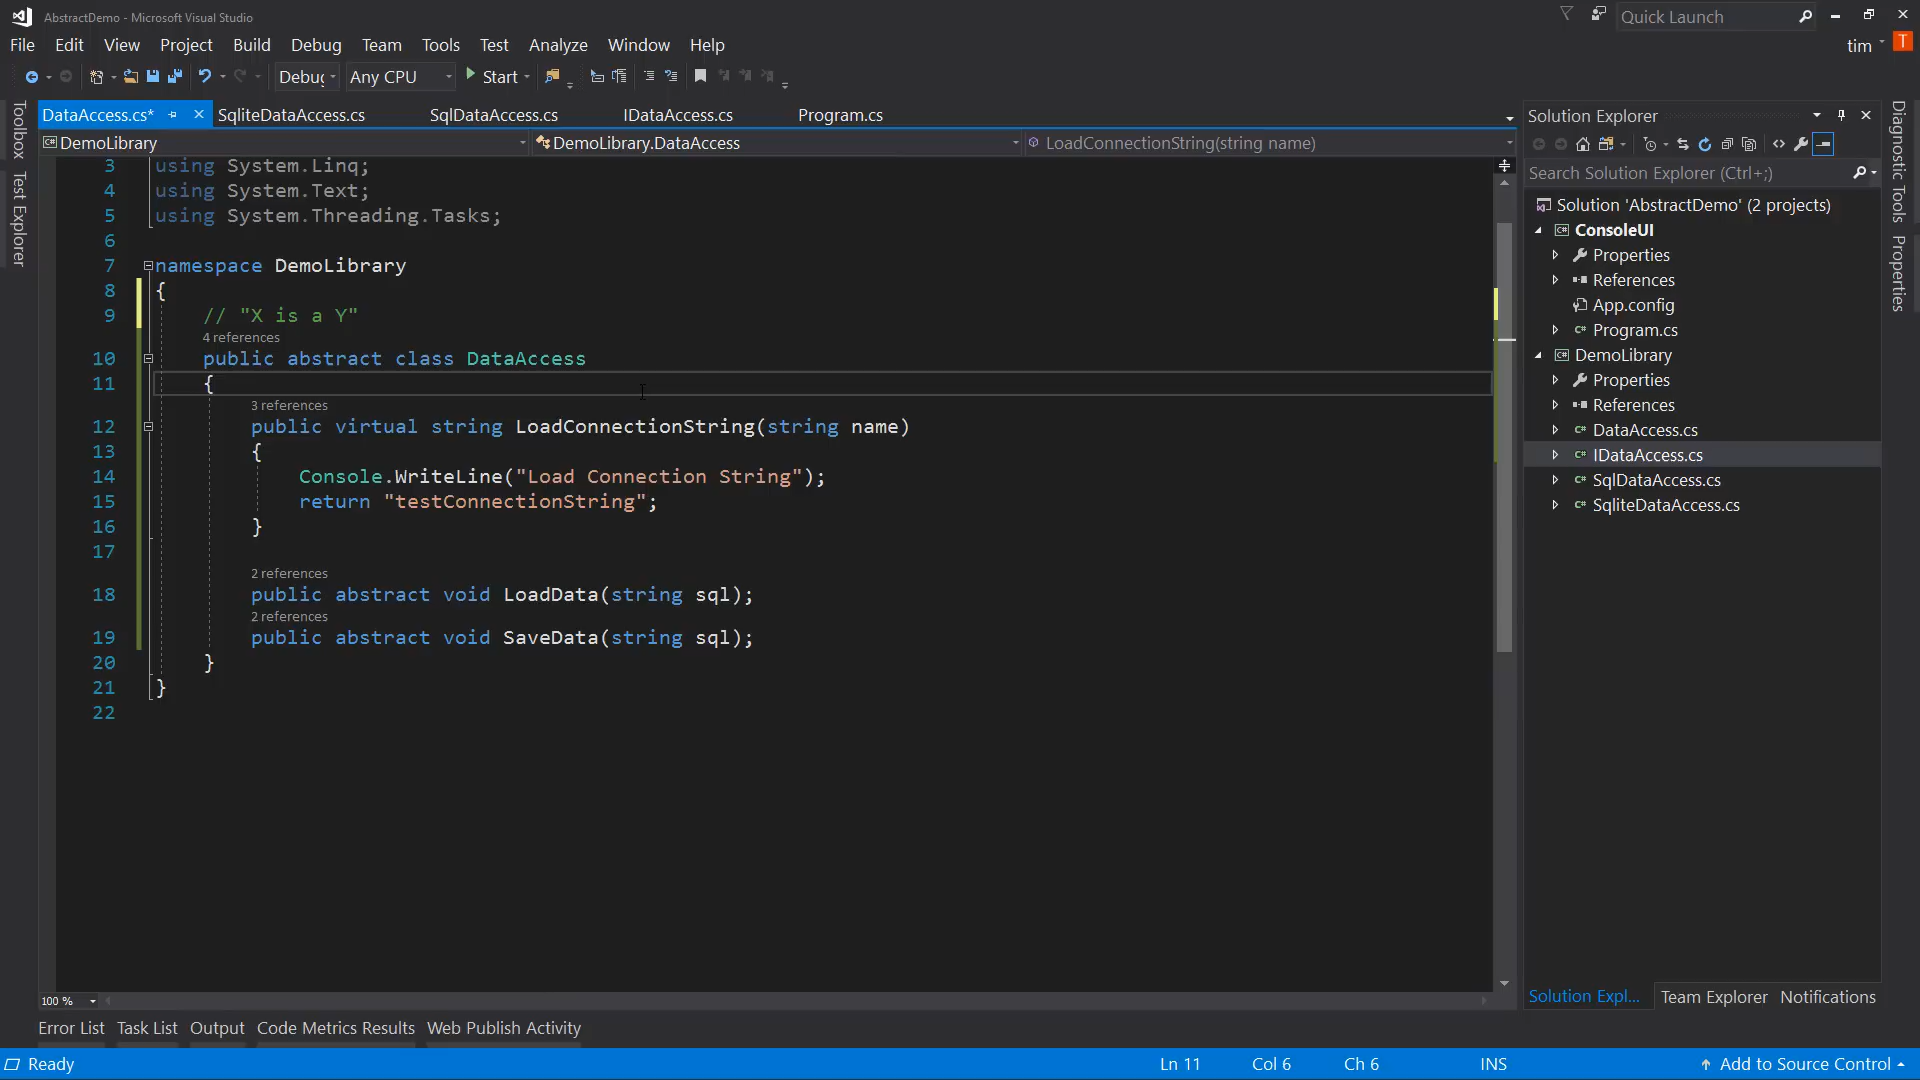 AbstractDemo - Microsoft Visual Studio
Quick Launch
File Edit View Project Build Debug Team Tools Test Analyze Window Help
tim T
Debug Any CPU Start
DataAccess.cs* SqliteDataAccess.cs SqlDataAccess.cs IDataAccess.cs Program.cs
DemoLibrary DemoLibrary.DataAccess LoadConnectionString(string name)
Toolbox
Test Explorer
3 using System.Linq;
4 using System.Text;
5 using System.Threading.Tasks;
6
7 namespace DemoLibrary
8 {
9 // "X is a Y"
4 references
10 public abstract class DataAccess
11 {
3 references
12 public virtual string LoadConnectionString(string name)
13 {
14 Console.WriteLine("Load Connection String");
15 return "testConnectionString";
16 }
17
2 references
18 public abstract void LoadData(string sql);
2 references
19 public abstract void SaveData(string sql);
20 }
21 }
22
100 %
Solution Explorer
Search Solution Explorer (Ctrl+;)
Solution 'AbstractDemo' (2 projects)
C# ConsoleUI
Properties
References
App.config
C# Program.cs
C# DemoLibrary
Properties
References
C# DataAccess.cs
C# IDataAccess.cs
C# SqlDataAccess.cs
C# SqliteDataAccess.cs
Solution Expl... Team Explorer Notifications
Diagnostic Tools
Properties
Error List Task List Output Code Metrics Results Web Publish Activity
Ready Ln 11 Col 6 Ch 6 INS Add to Source Control